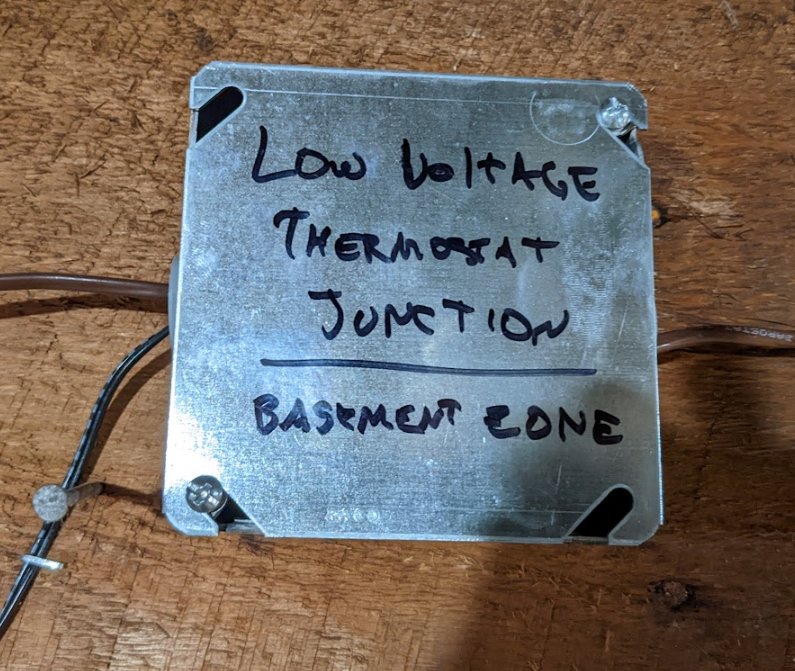 LOW VOLTAGE
THERMOSTAT
JUNCTION
BASEMENT ZONE